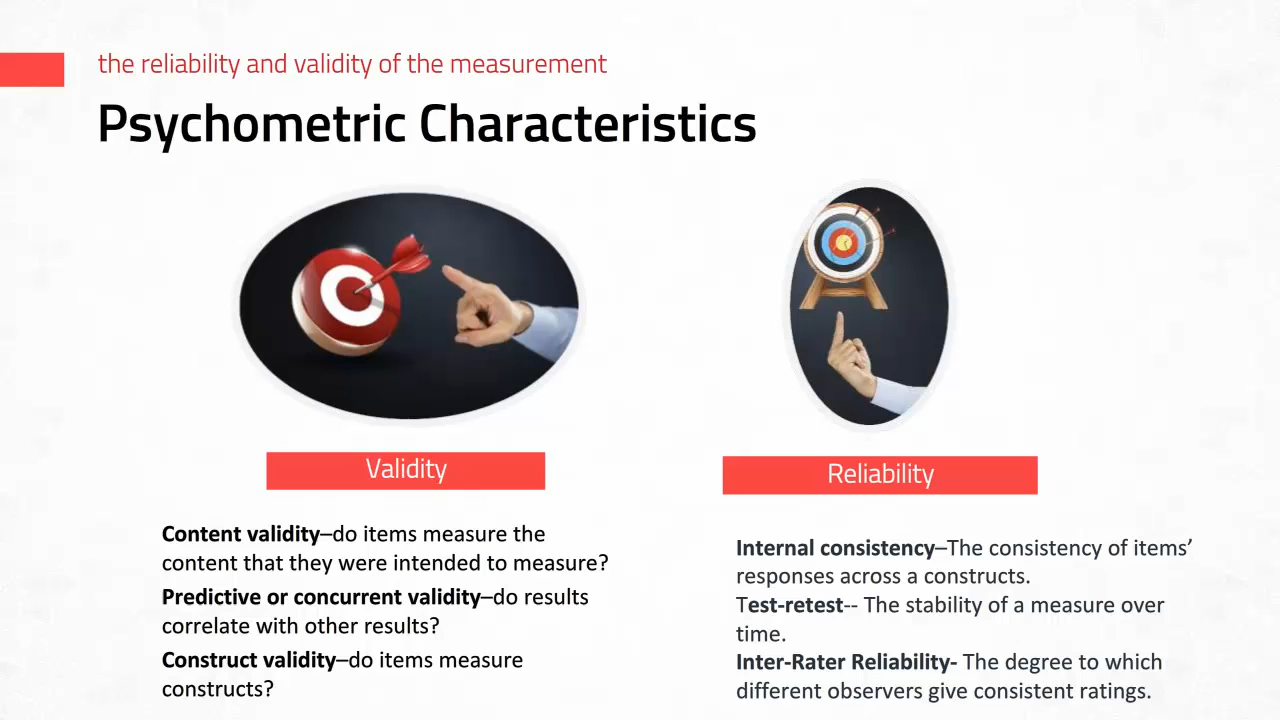 the reliability and validity of the measurement
Psychometric Characteristics
Validity
Content validity–do items measure the
content that they were intended to measure?
Predictive or concurrent validity–do results
correlate with other results?
Construct validity–do items measure
constructs?
Reliability
Internal consistency–The consistency of items’
responses across a constructs.
Test-retest-- The stability of a measure over
time.
Inter-Rater Reliability- The degree to which
different observers give consistent ratings.